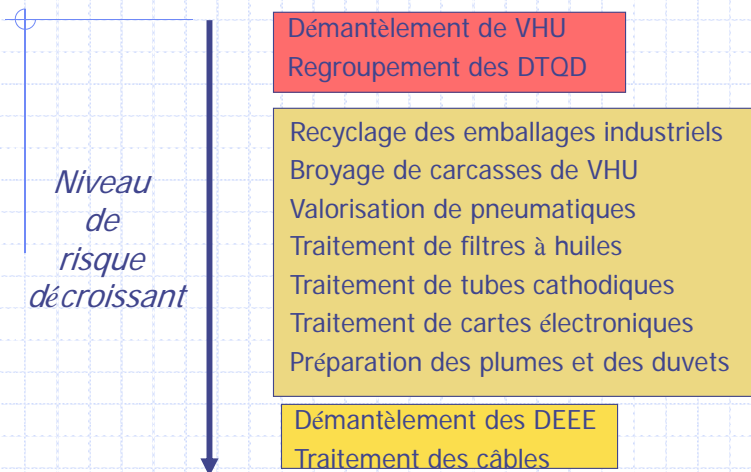 Démantèlement de VHU
Regroupement des DTQD
Recyclage des emballages industriels
Broyage de carcasses de VHU
Valorisation de pneumatiques
Traitement de filtres à huiles
Traitement de tubes cathodiques
Traitement de cartes électroniques
Préparation des plumes et des duvets
Niveau
de
risque
décroissant
Démantèlement des DEEE
Traitement des câbles